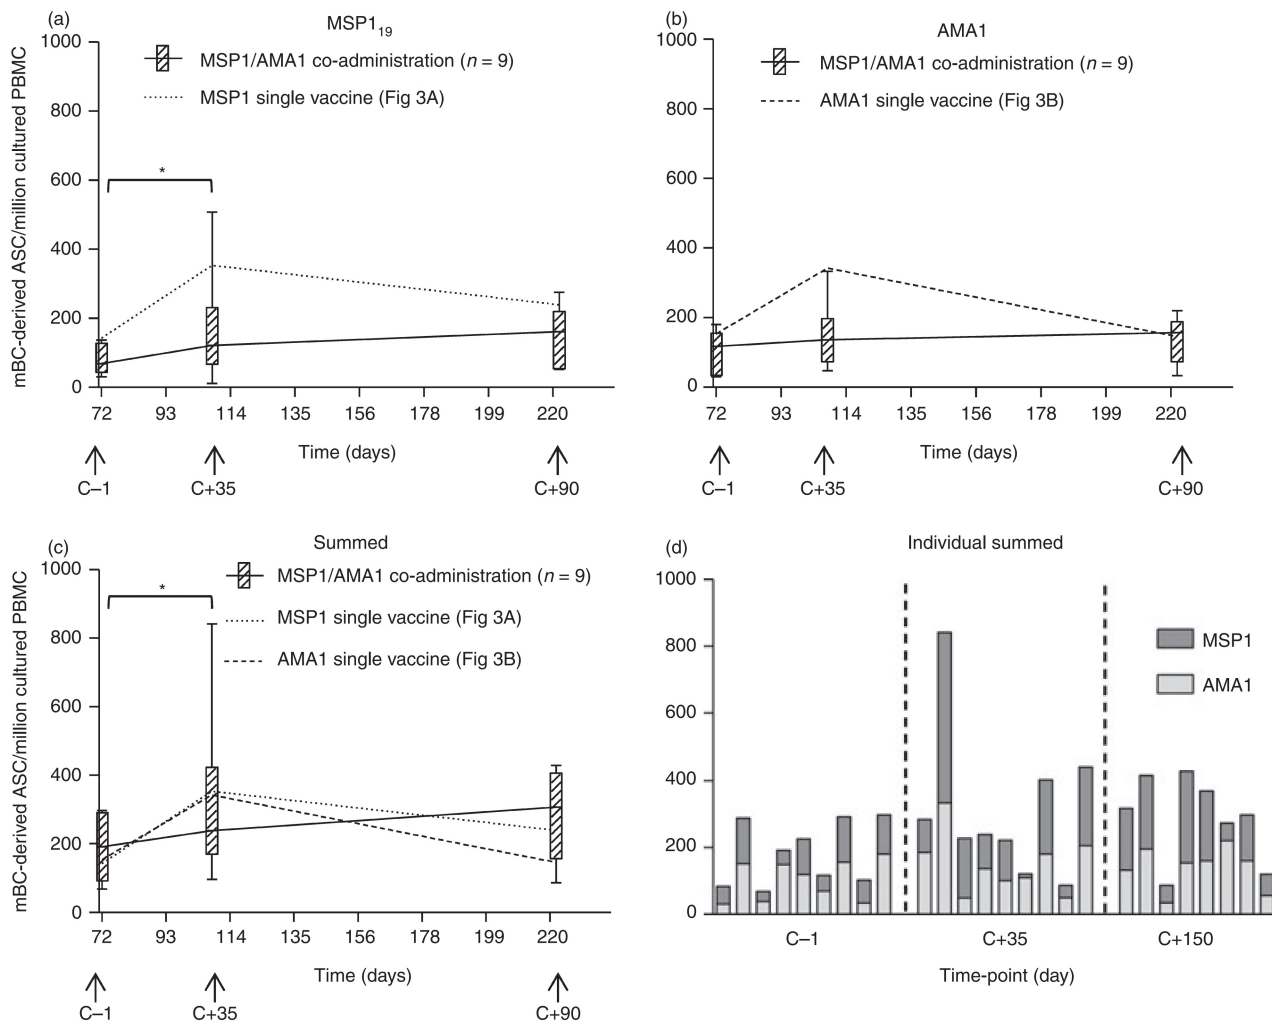 (a)
MSP1₁₉
mBC-derived ASC/million cultured PBMC
1000
800
600
400
200
0
MSP1/AMA1 co-administration (n = 9)
MSP1 single vaccine (Fig 3A)
*
72 93 114 135 156 178 199 220
Time (days)
C–1 C+35 C+90
(b)
AMA1
1000
800
600
400
200
0
MSP1/AMA1 co-administration (n = 9)
AMA1 single vaccine (Fig 3B)
72 93 114 135 156 178 199 220
Time (days)
C–1 C+35 C+90
(c)
Summed
mBC-derived ASC/million cultured PBMC
1000
800
600
400
200
0
MSP1/AMA1 co-administration (n = 9)
MSP1 single vaccine (Fig 3A)
AMA1 single vaccine (Fig 3B)
*
72 93 114 135 156 178 199 220
Time (days)
C–1 C+35 C+90
(d)
Individual summed
1000
800
600
400
200
0
MSP1
AMA1
C–1 C+35 C+150
Time-point (day)